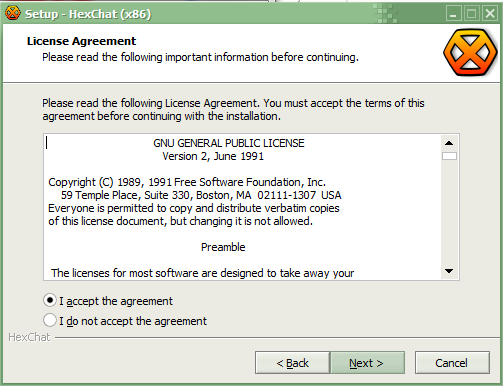 Setup - HexChat (x86)
License Agreement
Please read the following important information before continuing.
Please read the following License Agreement. You must accept the terms of this
agreement before continuing with the installation.
GNU GENERAL PUBLIC LICENSE
Version 2, June 1991
Copyright (C) 1989, 1991 Free Software Foundation, Inc.
59 Temple Place, Suite 330, Boston, MA 02111-1307 USA
Everyone is permitted to copy and distribute verbatim copies
of this license document, but changing it is not allowed.
Preamble
The licenses for most software are designed to take away your
I accept the agreement
I do not accept the agreement
HexChat
< Back
Next >
Cancel